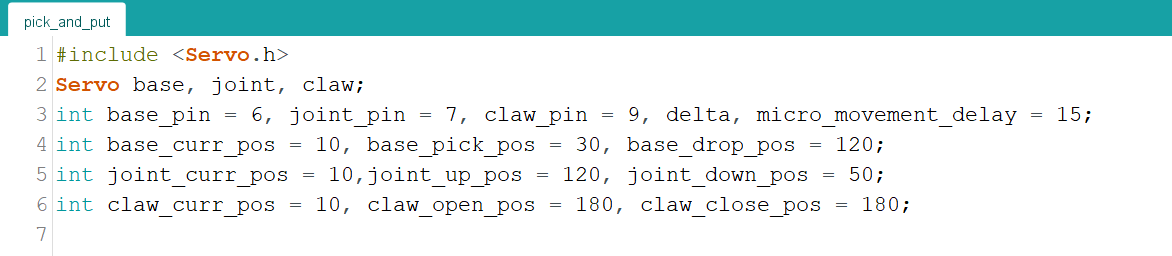 pick_and_put
1 #include <Servo.h>
2 Servo base, joint, claw;
3 int base_pin = 6, joint_pin = 7, claw_pin = 9, delta, micro_movement_delay = 15;
4 int base_curr_pos = 10, base_pick_pos = 30, base_drop_pos = 120;
5 int joint_curr_pos = 10,joint_up_pos = 120, joint_down_pos = 50;
6 int claw_curr_pos = 10, claw_open_pos = 180, claw_close_pos = 180;
7